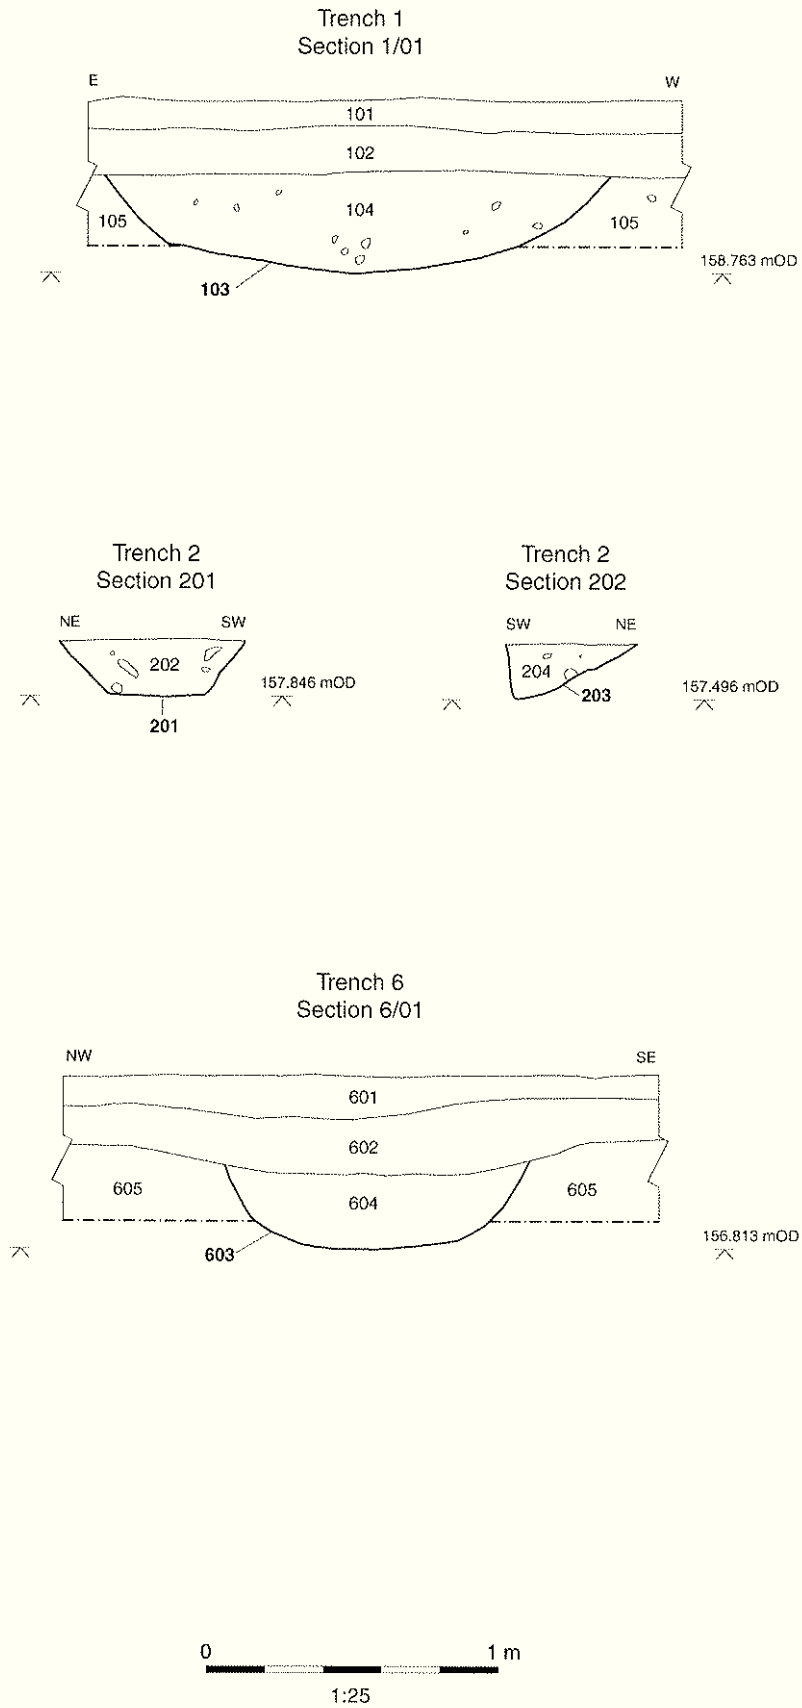 Trench 1
Section 1/01
E
W
101
102
104
105
105
158.763 mOD
103
Trench 2
Section 201
NE
SW
202
157.846 mOD
201
Trench 2
Section 202
SW
NE
204
203
157.496 mOD
Trench 6
Section 6/01
NW
SE
601
602
605
604
605
603
156.813 mOD
0
1 m
1:25